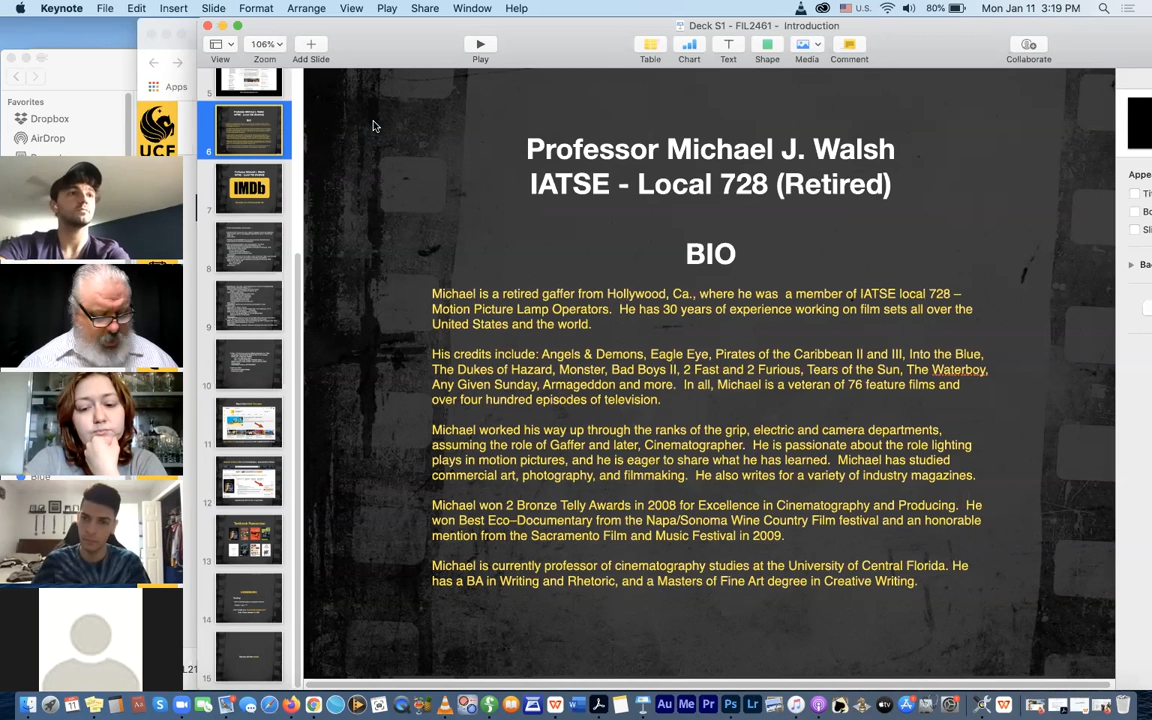 Keynote File Edit Insert Slide Format Arrange View Play Share Window Help
U.S. 80% Mon Jan 11 3:19 PM
Deck S1 - FIL2461 - Introduction
106%
View Zoom Add Slide Play Table Chart Text Shape Media Comment Collaborate
Apps
Favorites
Dropbox
AirDrop
UCF
Blue
5
6
7
IMDb
8
9
10
11
12
13
14
15
Professor Michael J. Walsh
IATSE - Local 728 (Retired)
BIO
Michael is a retired gaffer from Hollywood, Ca., where he was a member of IATSE local 728 –
Motion Picture Lamp Operators. He has 30 years of experience working on film sets all over the
United States and the world.
His credits include: Angels & Demons, Eagle Eye, Pirates of the Caribbean II and III, Into the Blue,
The Dukes of Hazard, Monster, Bad Boys II, 2 Fast and 2 Furious, Tears of the Sun, The Waterboy,
Any Given Sunday, Armageddon and more. In all, Michael is a veteran of 76 feature films and
over four hundred episodes of television.
Michael worked his way up through the ranks of the grip, electric and camera departments,
assuming the role of Gaffer and later, Cinematographer. He is passionate about the role lighting
plays in motion pictures, and he is eager to share what he has learned. Michael has studied
commercial art, photography, and filmmaking. He also writes for a variety of industry magazines.
Michael won 2 Bronze Telly Awards in 2008 for Excellence in Cinematography and Producing. He
won Best Eco–Documentary from the Napa/Sonoma Wine Country Film festival and an honorable
mention from the Sacramento Film and Music Festival in 2009.
Michael is currently professor of cinematography studies at the University of Central Florida. He
has a BA in Writing and Rhetoric, and a Masters of Fine Art degree in Creative Writing.
Au Me Pr Ps Lr